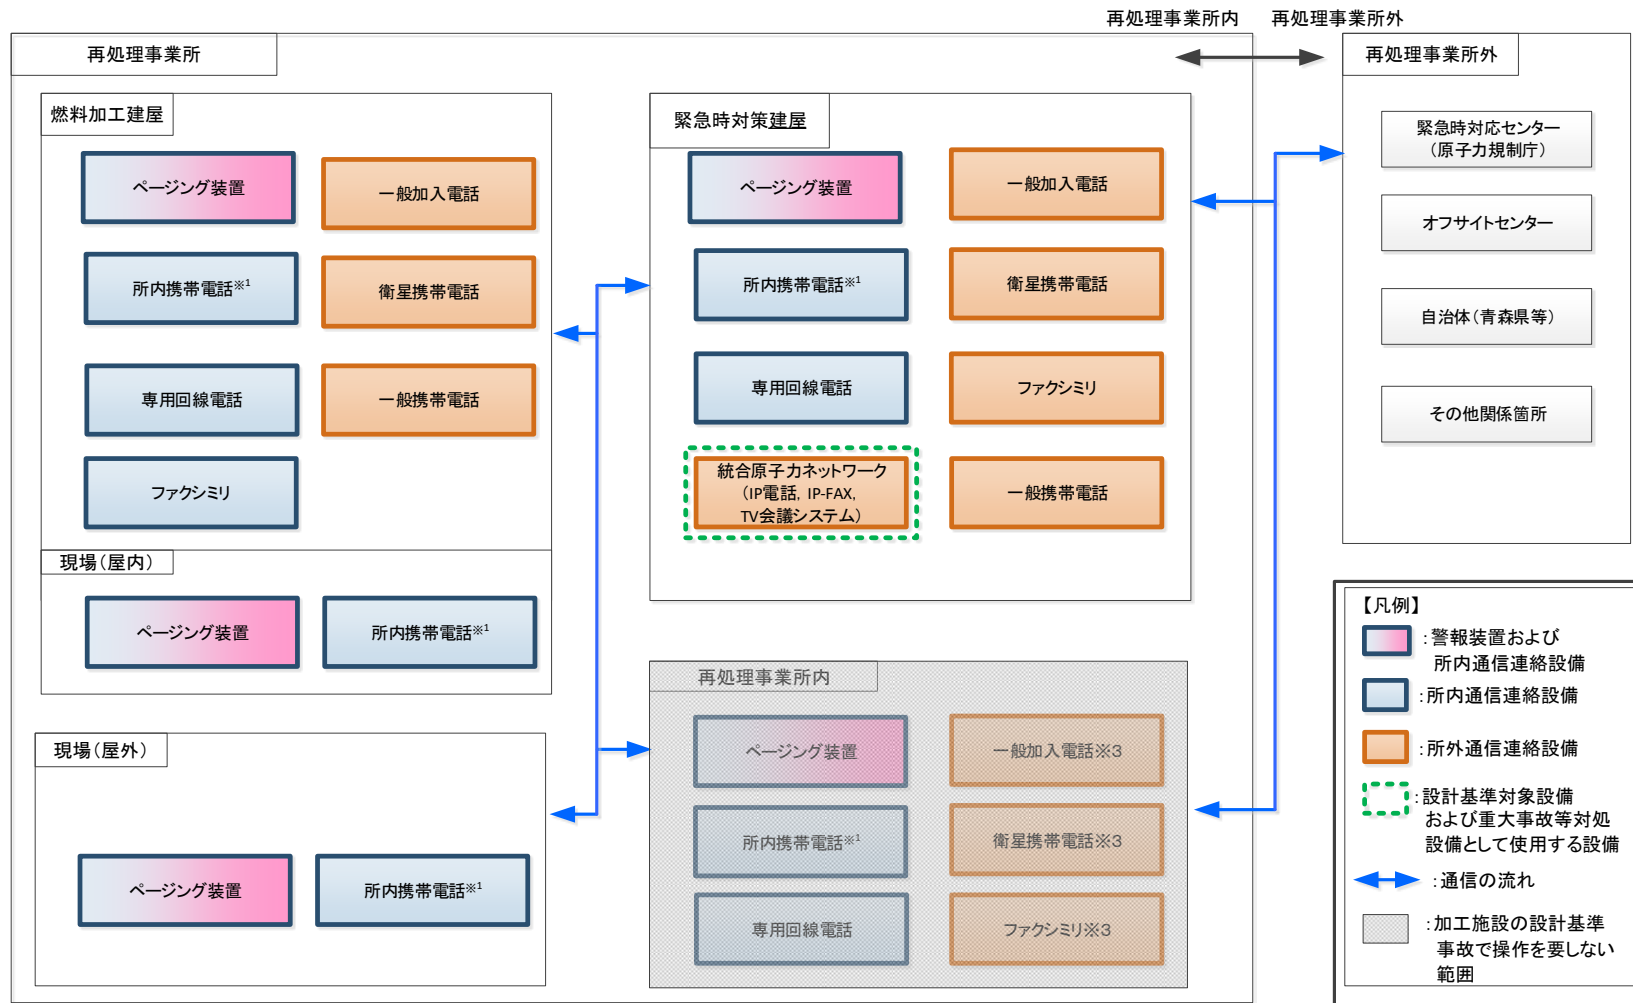 再処理事業所内
再処理事業所外
再処理事業所
燃料加工建屋
ページング装置
一般加入電話
所内携帯電話※1
衛星携帯電話
専用回線電話
一般携帯電話
ファクシミリ
現場(屋内)
ページング装置
所内携帯電話※1
現場(屋外)
ページング装置
所内携帯電話※1
緊急時対策建屋
ページング装置
一般加入電話
所内携帯電話※1
衛星携帯電話
専用回線電話
ファクシミリ
統合原子力ネットワーク
(IP電話, IP-FAX,
TV会議システム)
一般携帯電話
再処理事業所内
ページング装置
一般加入電話※3
所内携帯電話※1
衛星携帯電話※3
専用回線電話
ファクシミリ※3
再処理事業所外
緊急時対応センター
(原子力規制庁)
オフサイトセンター
自治体(青森県等)
その他関係箇所
【凡例】
:警報装置および
所内通信連絡設備
:所内通信連絡設備
:所外通信連絡設備
:設計基準対象設備
および重大事故等対処
設備として使用する設備
:通信の流れ
:加工施設の設計基準
事故で操作を要しない
範囲